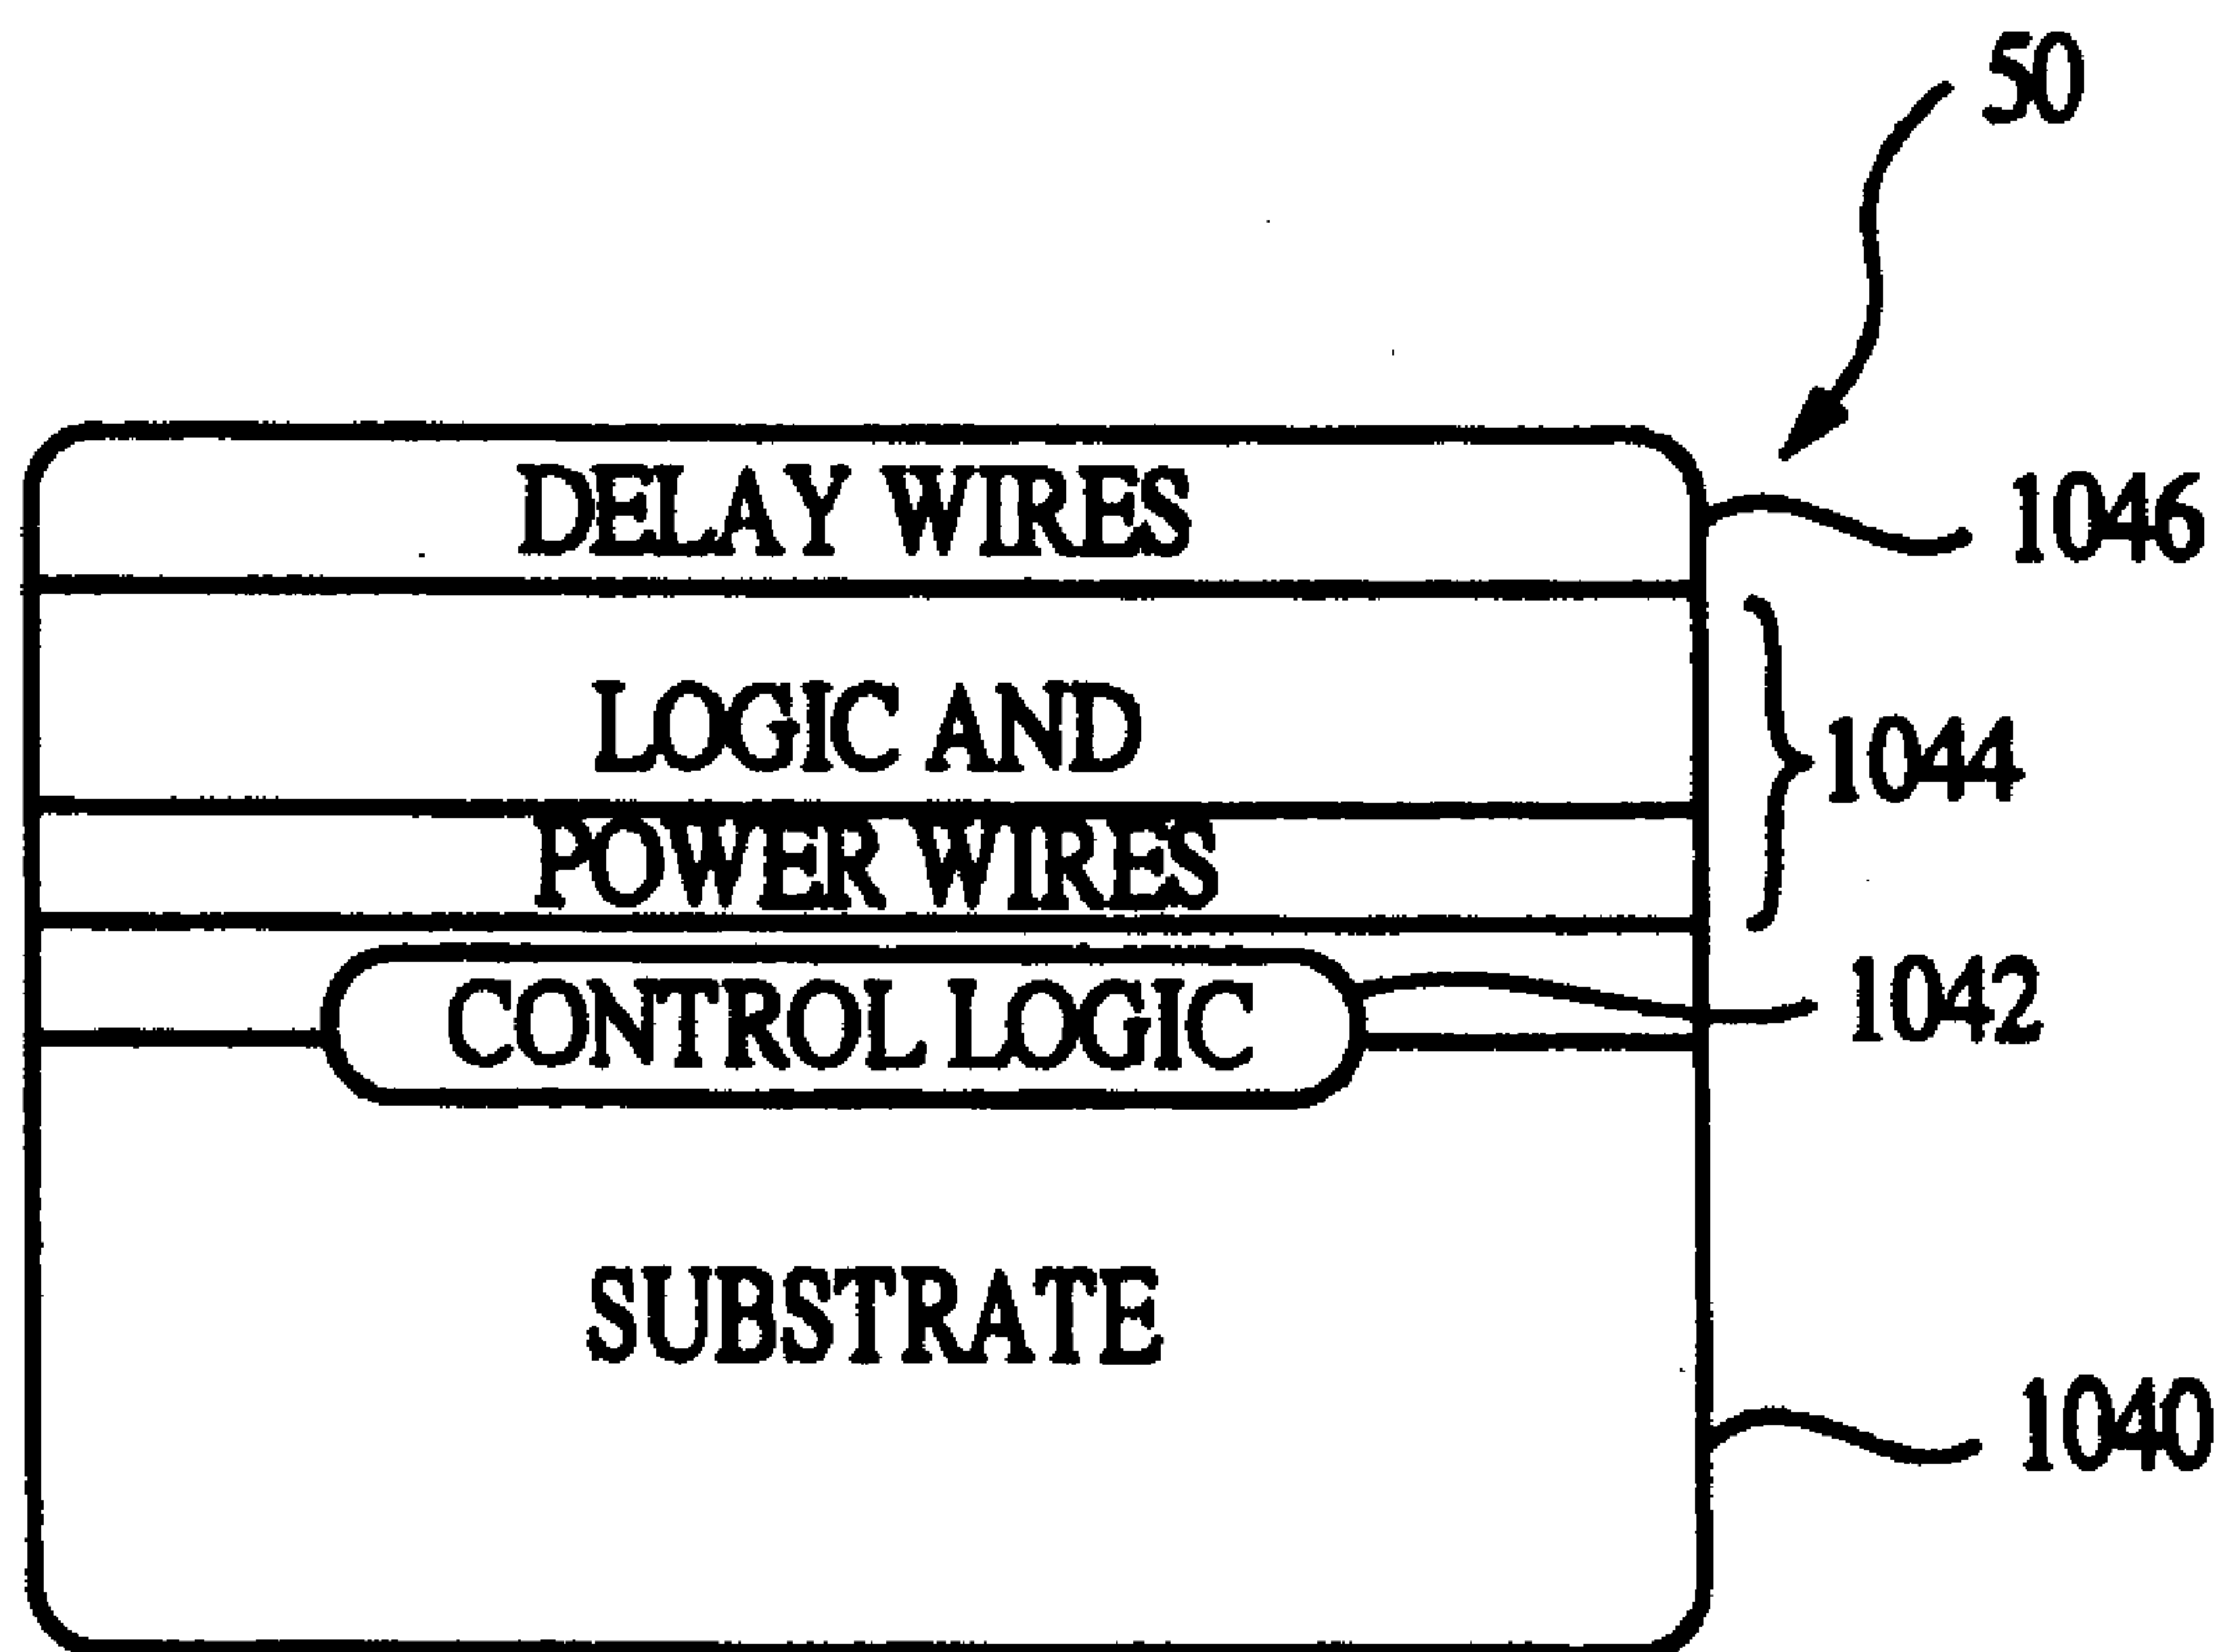 50
DELAY WIRES
1046
LOGIC AND
1044
POWER WIRES
CONTROL LOGIC
1042
SUBSTRATE
1040